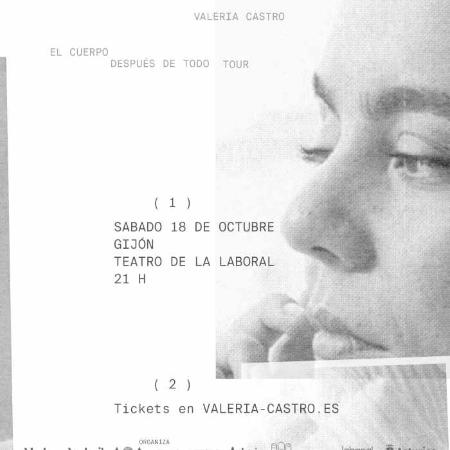 VALERIA CASTRO
EL CUERPO
DESPUÉS DE TODO TOUR
( 1 )
SABADO 18 DE OCTUBRE
GIJÓN
TEATRO DE LA LABORAL
21 H
( 2 )
Tickets en VALERIA-CASTRO.ES
ORGANIZA